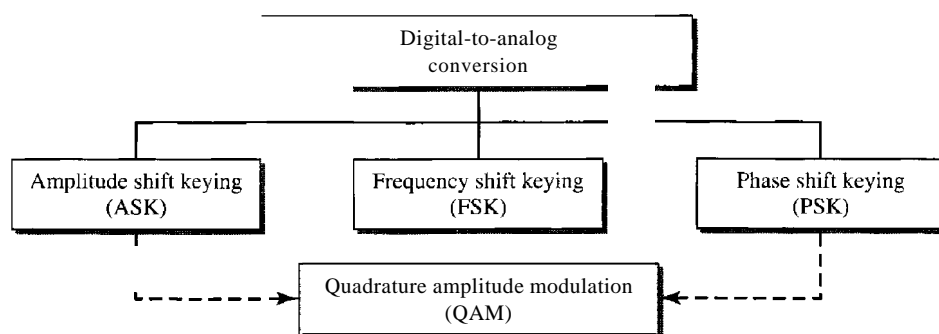 Digital-to-analog
conversion
Amplitude shift keying
(ASK)
Frequency shift keying
(FSK)
Phase shift keying
(PSK)
Quadrature amplitude modulation
(QAM)